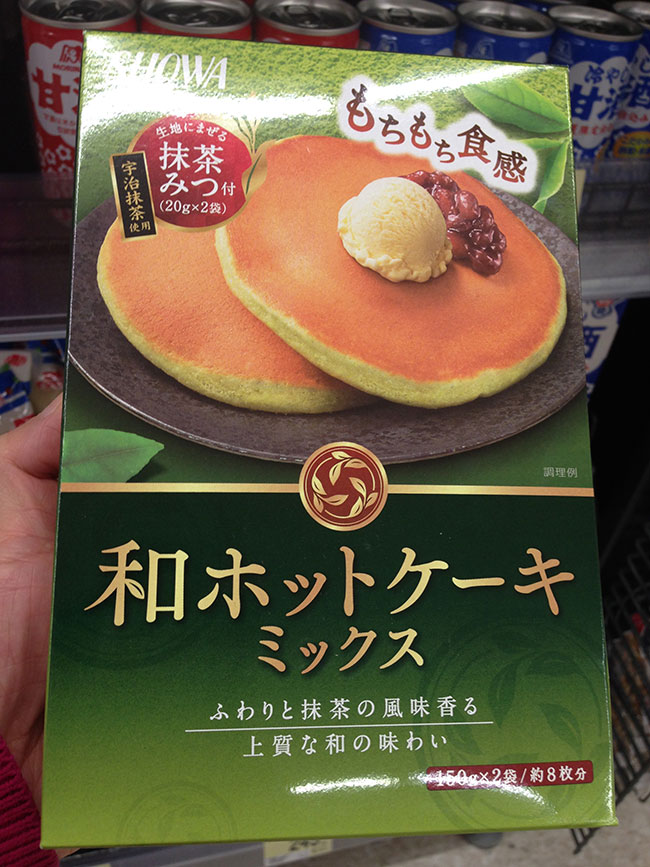 SHOWA
もちもち食感
生地にまぜる
抹茶
みつ付
(20g×2袋)
宇治抹茶
使用
調理例
和ホットケーキ
ミックス
ふわりと抹茶の風味香る
上質な和の味わい
150g×2袋/約8枚分